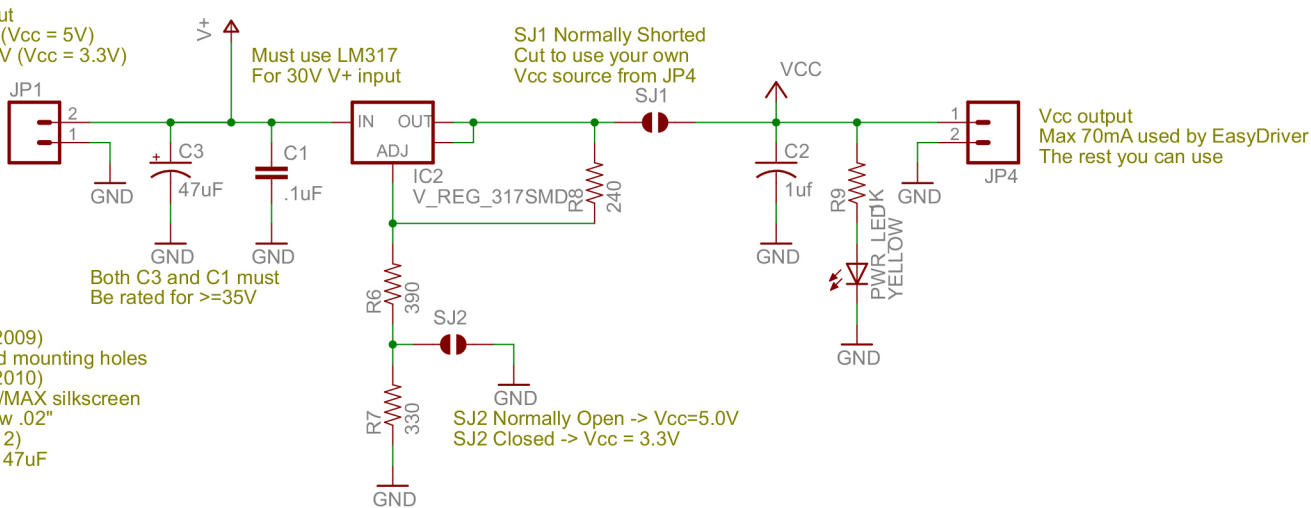 ut
(Vcc = 5V)
V (Vcc = 3.3V)
V+
Must use LM317
For 30V V+ input
SJ1 Normally Shorted
Cut to use your own
Vcc source from JP4
SJ1
VCC
JP1
2
1
GND
C3
47uF
GND
C1
.1uF
GND
Both C3 and C1 must
Be rated for >=35V
IN
OUT
ADJ
IC2
V_REG_317SMD
R8
240
C2
1uf
GND
R9
1K
PWR_LED
YELLOW
GND
1
2
GND
JP4
Vcc output
Max 70mA used by EasyDriver
The rest you can use
R6
390
SJ2
GND
R7
330
GND
SJ2 Normally Open -> Vcc=5.0V
SJ2 Closed -> Vcc = 3.3V
2009)
d mounting holes
2010)
/MAX silkscreen
w .02"
2)
47uF